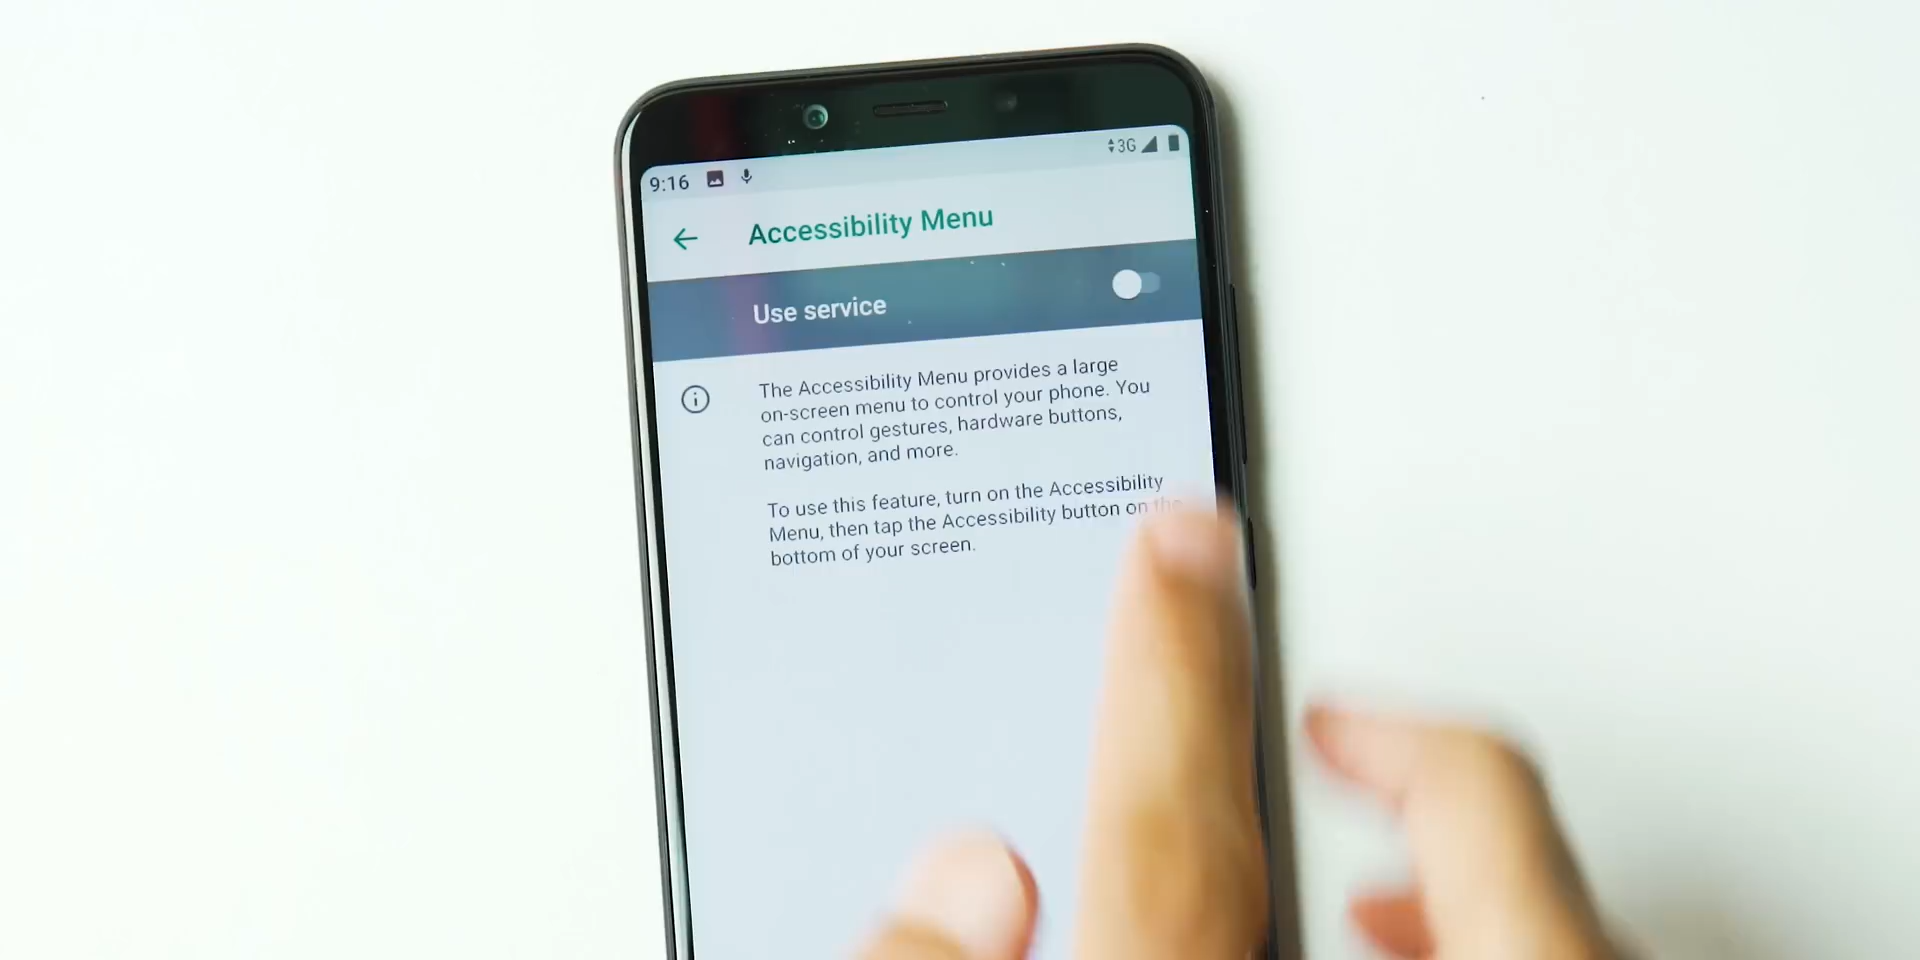 9:16
3G
Accessibility Menu
Use service
The Accessibility Menu provides a large
on-screen menu to control your phone. You
can control gestures, hardware buttons,
navigation, and more.
To use this feature, turn on the Accessibility
Menu, then tap the Accessibility button on the
bottom of your screen.